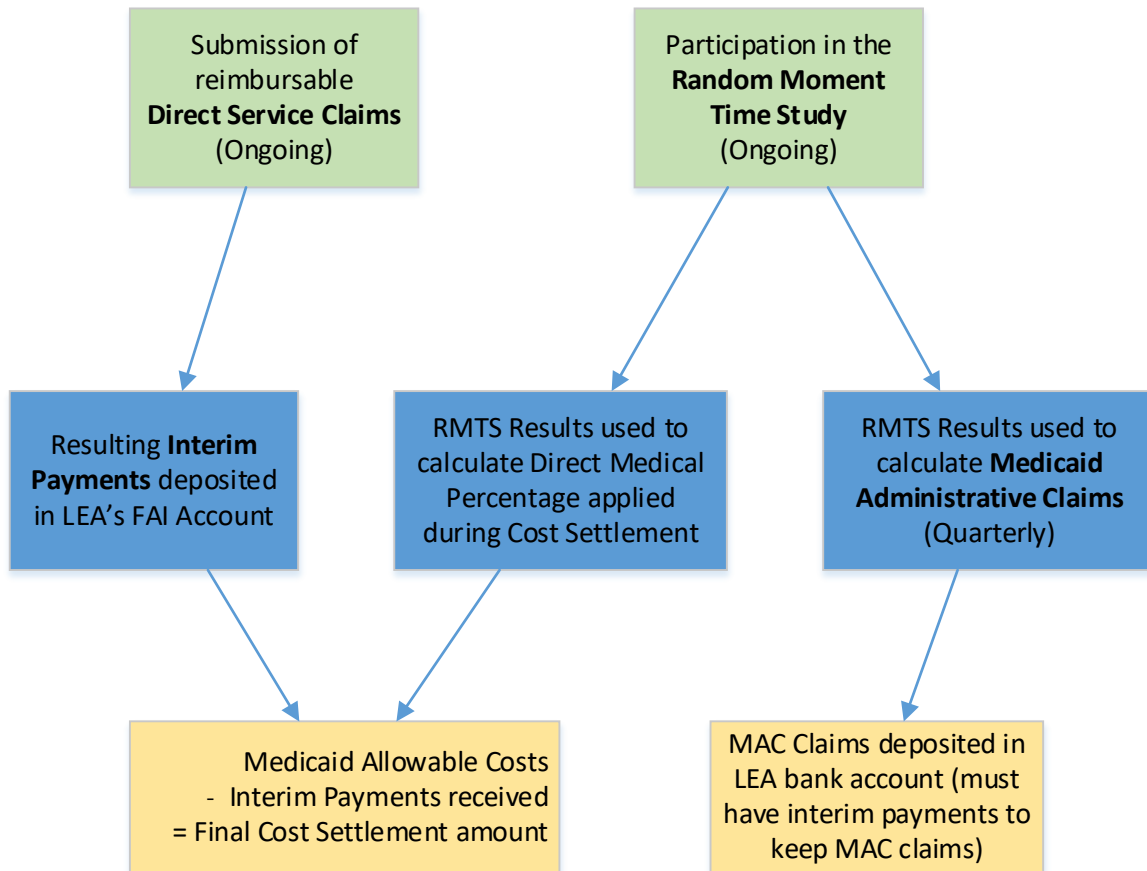 Submission of
reimbursable
Direct Service Claims
(Ongoing)
Participation in the
Random Moment
Time Study
(Ongoing)
Resulting Interim
Payments deposited
in LEA’s FAI Account
RMTS Results used to
calculate Direct Medical
Percentage applied
during Cost Settlement
RMTS Results used to
calculate Medicaid
Administrative Claims
(Quarterly)
Medicaid Allowable Costs
- Interim Payments received
= Final Cost Settlement amount
MAC Claims deposited in
LEA bank account (must
have interim payments to
keep MAC claims)